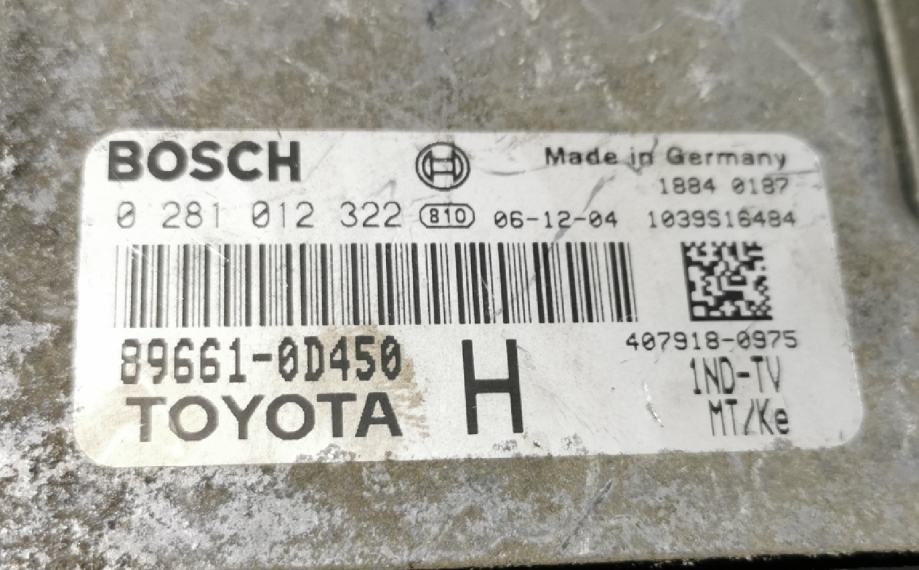 BOSCH
Made in Germany
1884 0187
0 281 012 322 810 06-12-04 1039S16484
407918-0975
89661-0D450 H 1ND-TV
TOYOTA MT/Ke